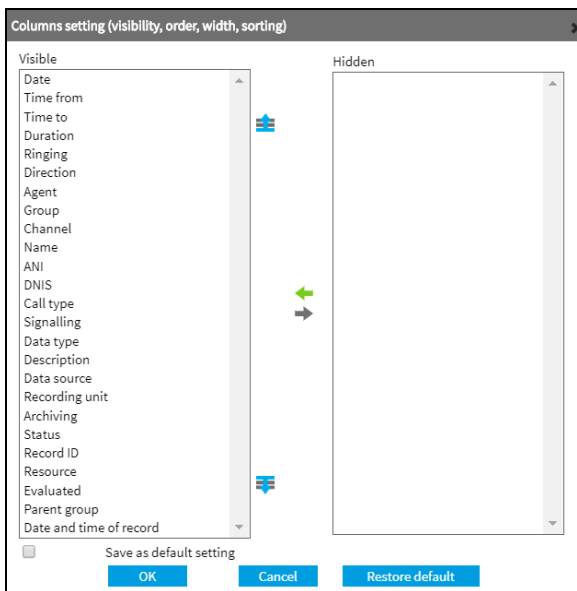 Columns setting (visibility, order, width, sorting)
Visible
Hidden
Date
Time from
Time to
Duration
Ringing
Direction
Agent
Group
Channel
Name
ANI
DNIS
Call type
Signalling
Data type
Description
Data source
Recording unit
Archiving
Status
Record ID
Resource
Evaluated
Parent group
Date and time of record
Save as default setting
OK
Cancel
Restore default